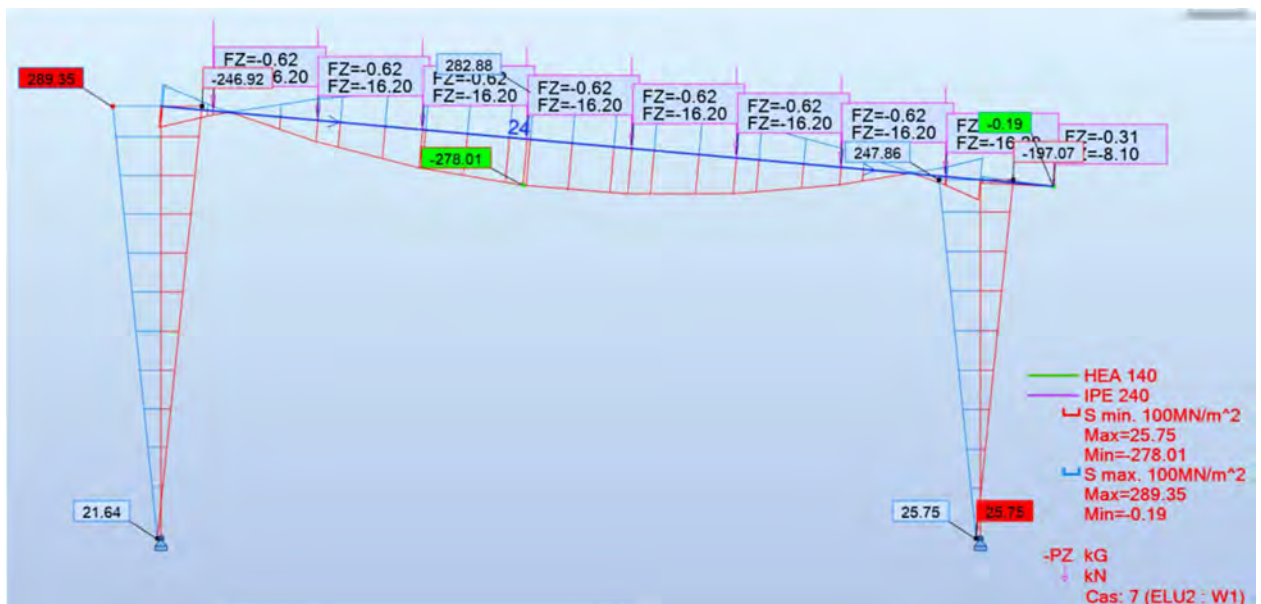 289.35
-246.92
FZ=-0.62
6.20
FZ=-0.62
FZ=-16.20
282.88
FZ=-0.62
FZ=-16.20
FZ=-0.62
FZ=-16.20
FZ=-0.62
FZ=-16.20
FZ=-0.62
FZ=-16.20
FZ=-0.62
FZ=-16.20
FZ
-0.19
FZ=-0.31
=-8.10
24
-278.01
247.86
-197.07
HEA 140
IPE 240
S min. 100MN/m^2
Max=25.75
Min=-278.01
S max. 100MN/m^2
Max=289.35
Min=-0.19
21.64
25.75
25.75
-PZ kG
kN
Cas: 7 (ELU2 : W1)